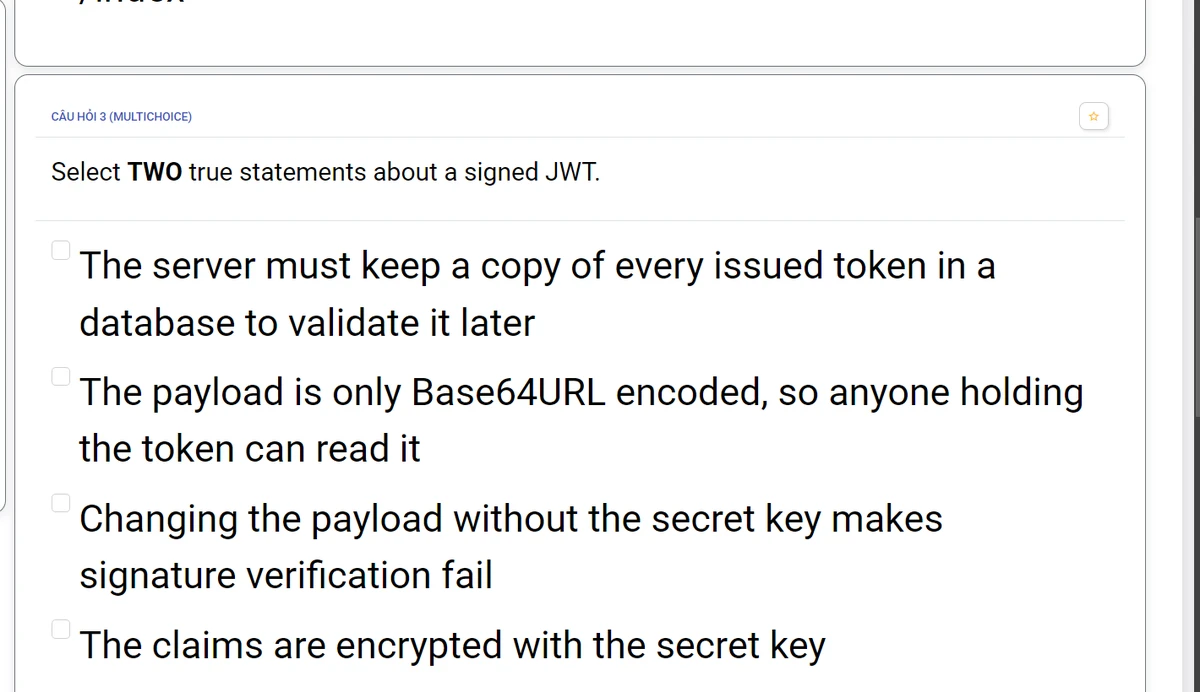 CÂU HỎI 3 (MULTICHOICE)
Select TWO true statements about a signed JWT.
The server must keep a copy of every issued token in a
database to validate it later
The payload is only Base64URL encoded, so anyone holding
the token can read it
Changing the payload without the secret key makes
signature verification fail
The claims are encrypted with the secret key